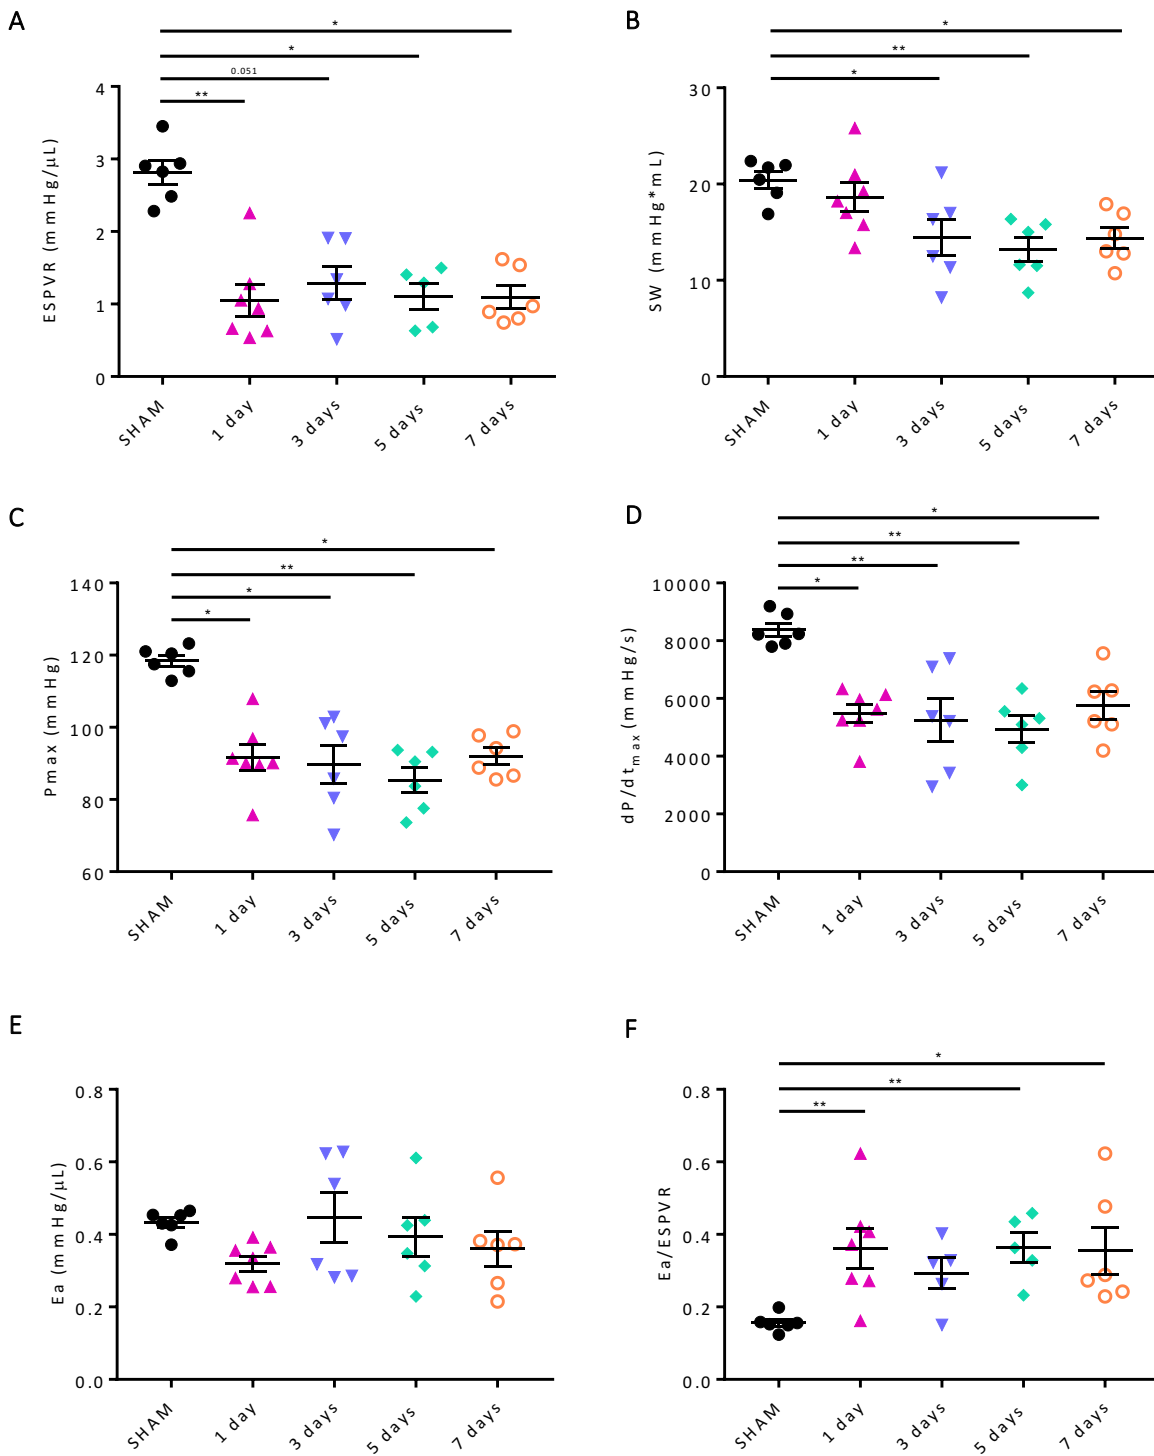 A
*
*
0.051
**
ESPVR (mmHg/µL)
4
3
2
1
0
SHAM
1 day
3 days
5 days
7 days
B
*
**
*
SW (mmHg*mL)
30
20
10
0
SHAM
1 day
3 days
5 days
7 days
C
*
**
*
*
Pmax (mmHg)
140
120
100
80
60
SHAM
1 day
3 days
5 days
7 days
D
*
**
**
*
dP/dtmax (mmHg/s)
10000
8000
6000
4000
2000
0
SHAM
1 day
3 days
5 days
7 days
E
Ea (mmHg/µL)
0.8
0.6
0.4
0.2
0.0
SHAM
1 day
3 days
5 days
7 days
F
*
**
**
Ea/ESPVR
0.8
0.6
0.4
0.2
0.0
SHAM
1 day
3 days
5 days
7 days